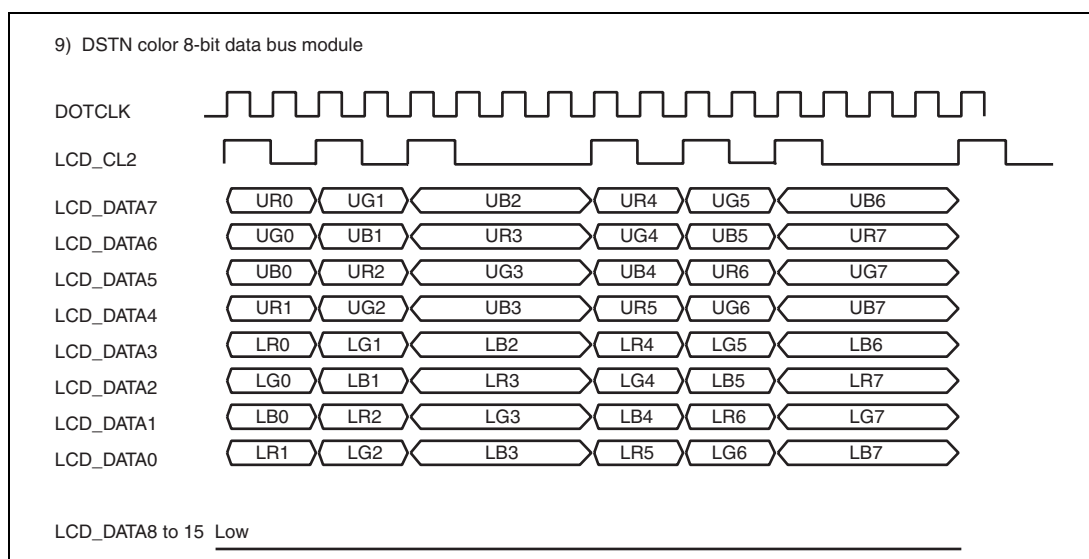 9) DSTN color 8-bit data bus module
DOTCLK
LCD_CL2
LCD_DATA7 UR0 UG1 UB2 UR4 UG5 UB6
LCD_DATA6 UG0 UB1 UR3 UG4 UB5 UR7
LCD_DATA5 UB0 UR2 UG3 UB4 UR6 UG7
LCD_DATA4 UR1 UG2 UB3 UR5 UG6 UB7
LCD_DATA3 LR0 LG1 LB2 LR4 LG5 LB6
LCD_DATA2 LG0 LB1 LR3 LG4 LB5 LR7
LCD_DATA1 LB0 LR2 LG3 LB4 LR6 LG7
LCD_DATA0 LR1 LG2 LB3 LR5 LG6 LB7
LCD_DATA8 to 15 Low